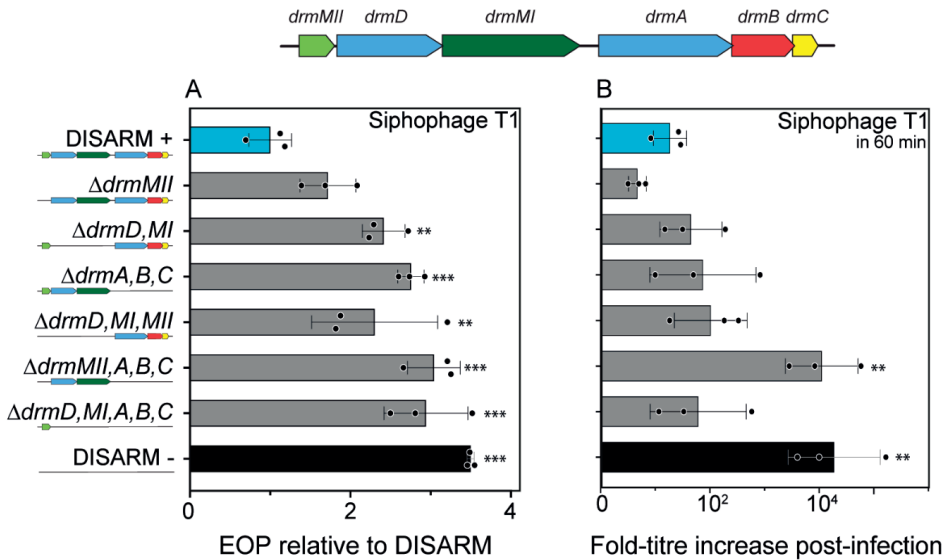 drmMII drmD drmMI drmA drmB drmC
A
Siphophage T1
DISARM +
ΔdrmMII
ΔdrmD,MI
**
ΔdrmA,B,C
***
ΔdrmD,MI,MII
**
ΔdrmMII,A,B,C
***
ΔdrmD,MI,A,B,C
***
DISARM -
***
0 2 4
EOP relative to DISARM
B
Siphophage T1
in 60 min
**
**
0 10² 10⁴
Fold-titre increase post-infection